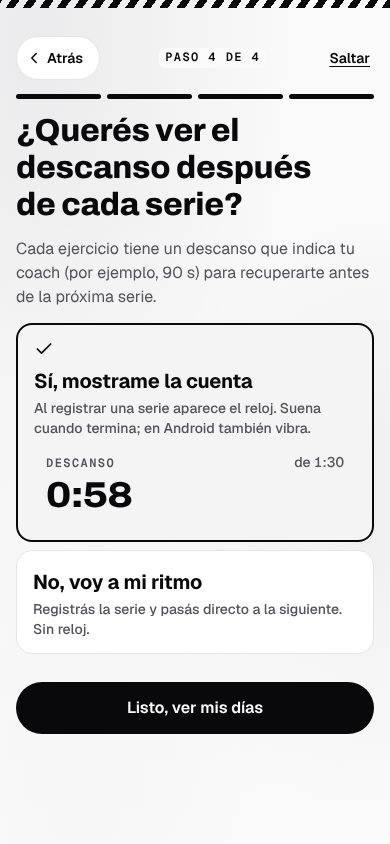 Atrás
PASO 4 DE 4
Saltar
¿Querés ver el
descanso después
de cada serie?
Cada ejercicio tiene un descanso que indica tu
coach (por ejemplo, 90 s) para recuperarte antes
de la próxima serie.
Sí, mostrame la cuenta
Al registrar una serie aparece el reloj. Suena
cuando termina; en Android también vibra.
DESCANSO
de 1:30
0:58
No, voy a mi ritmo
Registrás la serie y pasás directo a la siguiente.
Sin reloj.
Listo, ver mis días